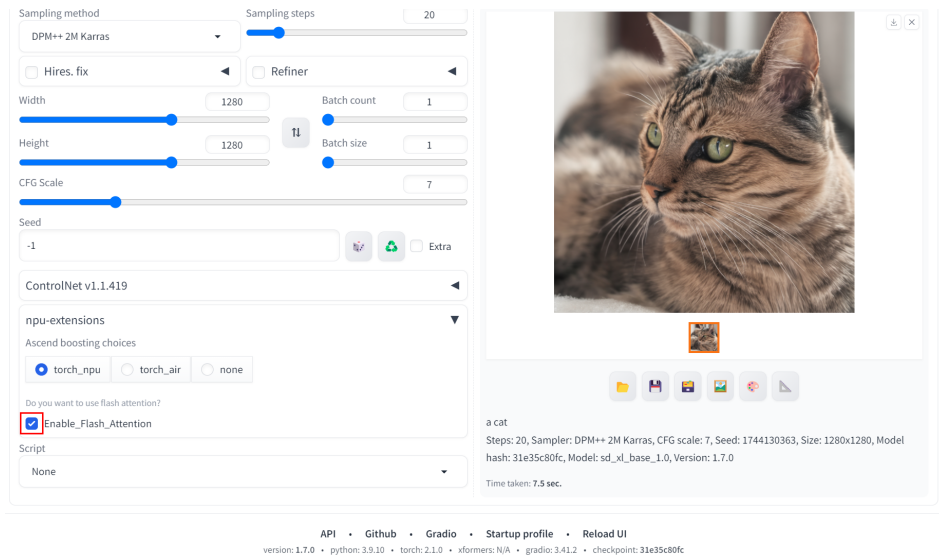 Sampling method
Sampling steps
20
DPM++ 2M Karras
Hires. fix
Refiner
Width
1280
Batch count
1
Height
1280
Batch size
1
CFG Scale
7
Seed
-1
Extra
ControlNet v1.1.419
npu-extensions
Ascend boosting choices
torch_npu
torch_air
none
Do you want to use flash attention?
Enable_Flash_Attention
Script
None
a cat
Steps: 20, Sampler: DPM++ 2M Karras, CFG scale: 7, Seed: 1744130363, Size: 1280x1280, Model
hash: 31e35c80fc, Model: sd_xl_base_1.0, Version: 1.7.0
Time taken: 7.5 sec.
API • Github • Gradio • Startup profile • Reload UI
version: 1.7.0 • python: 3.9.10 • torch: 2.1.0 • xformers: N/A • gradio: 3.41.2 • checkpoint: 31e35c80fc